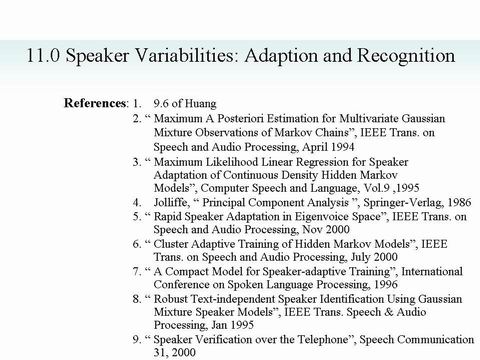 11.0 Speaker Variabilities: Adaption and Recognition
References: 1. 9.6 of Huang
2. “ Maximum A Posteriori Estimation for Multivariate Gaussian
Mixture Observations of Markov Chains”, IEEE Trans. on
Speech and Audio Processing, April 1994
3. “ Maximum Likelihood Linear Regression for Speaker
Adaptation of Continuous Density Hidden Markov
Models”, Computer Speech and Language, Vol.9 ,1995
4. Jolliffe, “ Principal Component Analysis ”, Springer-Verlag, 1986
5. “ Rapid Speaker Adaptation in Eigenvoice Space”, IEEE Trans. on
Speech and Audio Processing, Nov 2000
6. “ Cluster Adaptive Training of Hidden Markov Models”, IEEE
Trans. on Speech and Audio Processing, July 2000
7. “ A Compact Model for Speaker-adaptive Training”, International
Conference on Spoken Language Processing, 1996
8. “ Robust Text-independent Speaker Identification Using Gaussian
Mixture Speaker Models”, IEEE Trans. Speech & Audio
Processing, Jan 1995
9. “ Speaker Verification over the Telephone”, Speech Communication
31, 2000